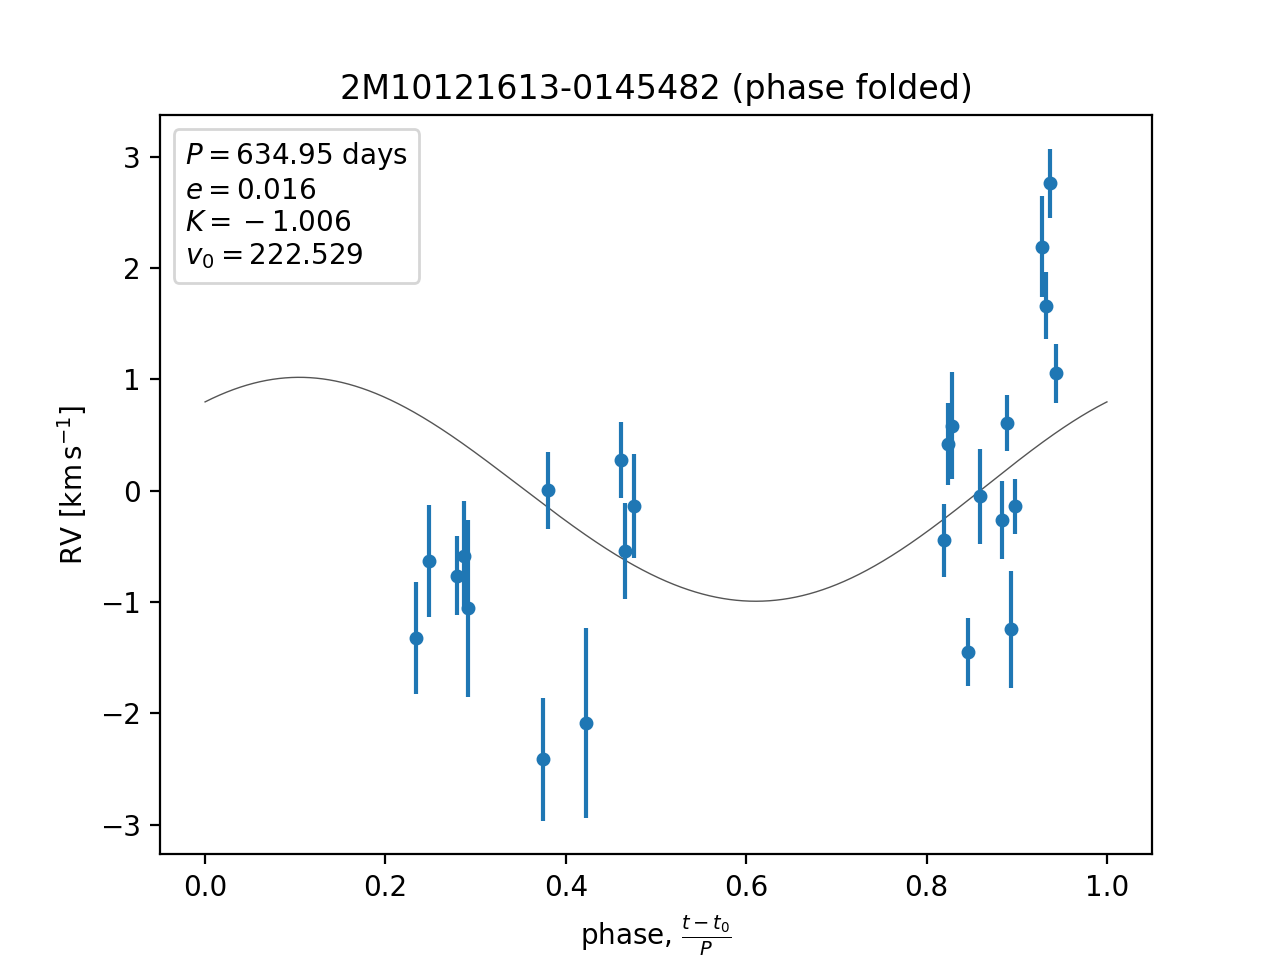 2M10121613-0145482 (phase folded)
P = 634.95 days
e = 0.016
K = −1.006
v₀ = 222.529
3
2
1
0
−1
−2
−3
RV [km s⁻¹]
0.0 0.2 0.4 0.6 0.8 1.0
phase, (t − t₀)/P